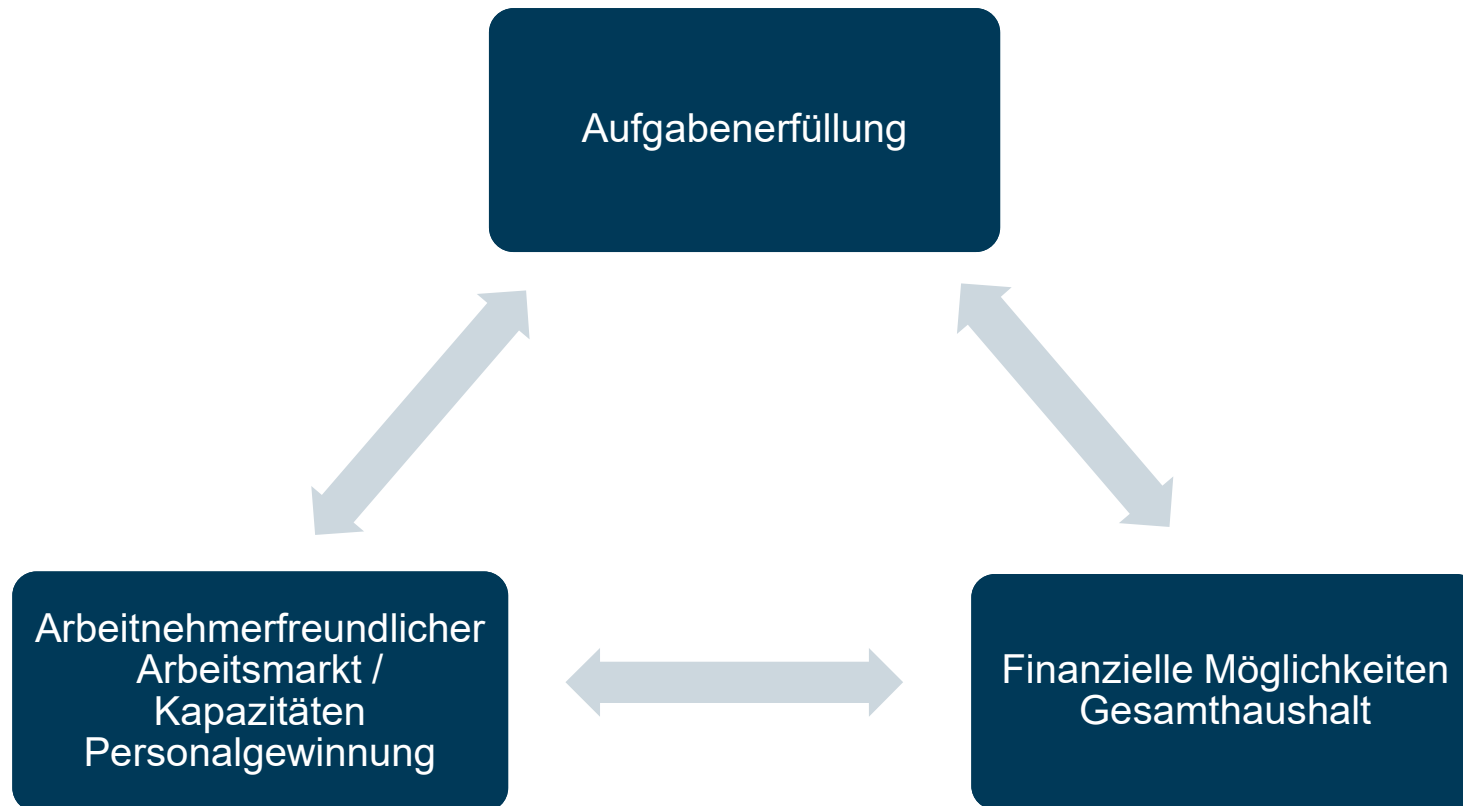 Aufgabenerfüllung
Arbeitnehmerfreundlicher
Arbeitsmarkt /
Kapazitäten
Personalgewinnung
Finanzielle Möglichkeiten
Gesamthaushalt